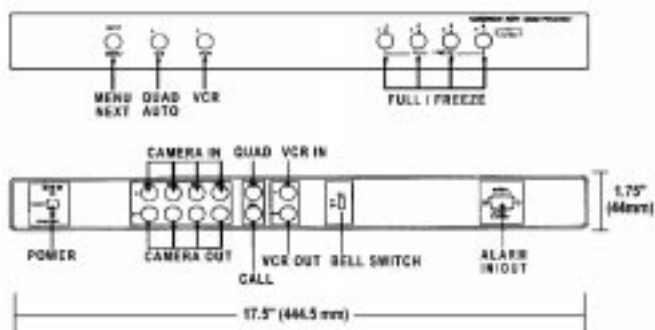 MENU QUAD VCR
NEXT AUTO
FULL / FREEZE
CAMERA IN QUAD VCR IN
1.75"
(44mm)
POWER CAMERA OUT VCR OUT BELL SWITCH ALARM
IN/OUT
CALL
17.5" (444.5 mm)